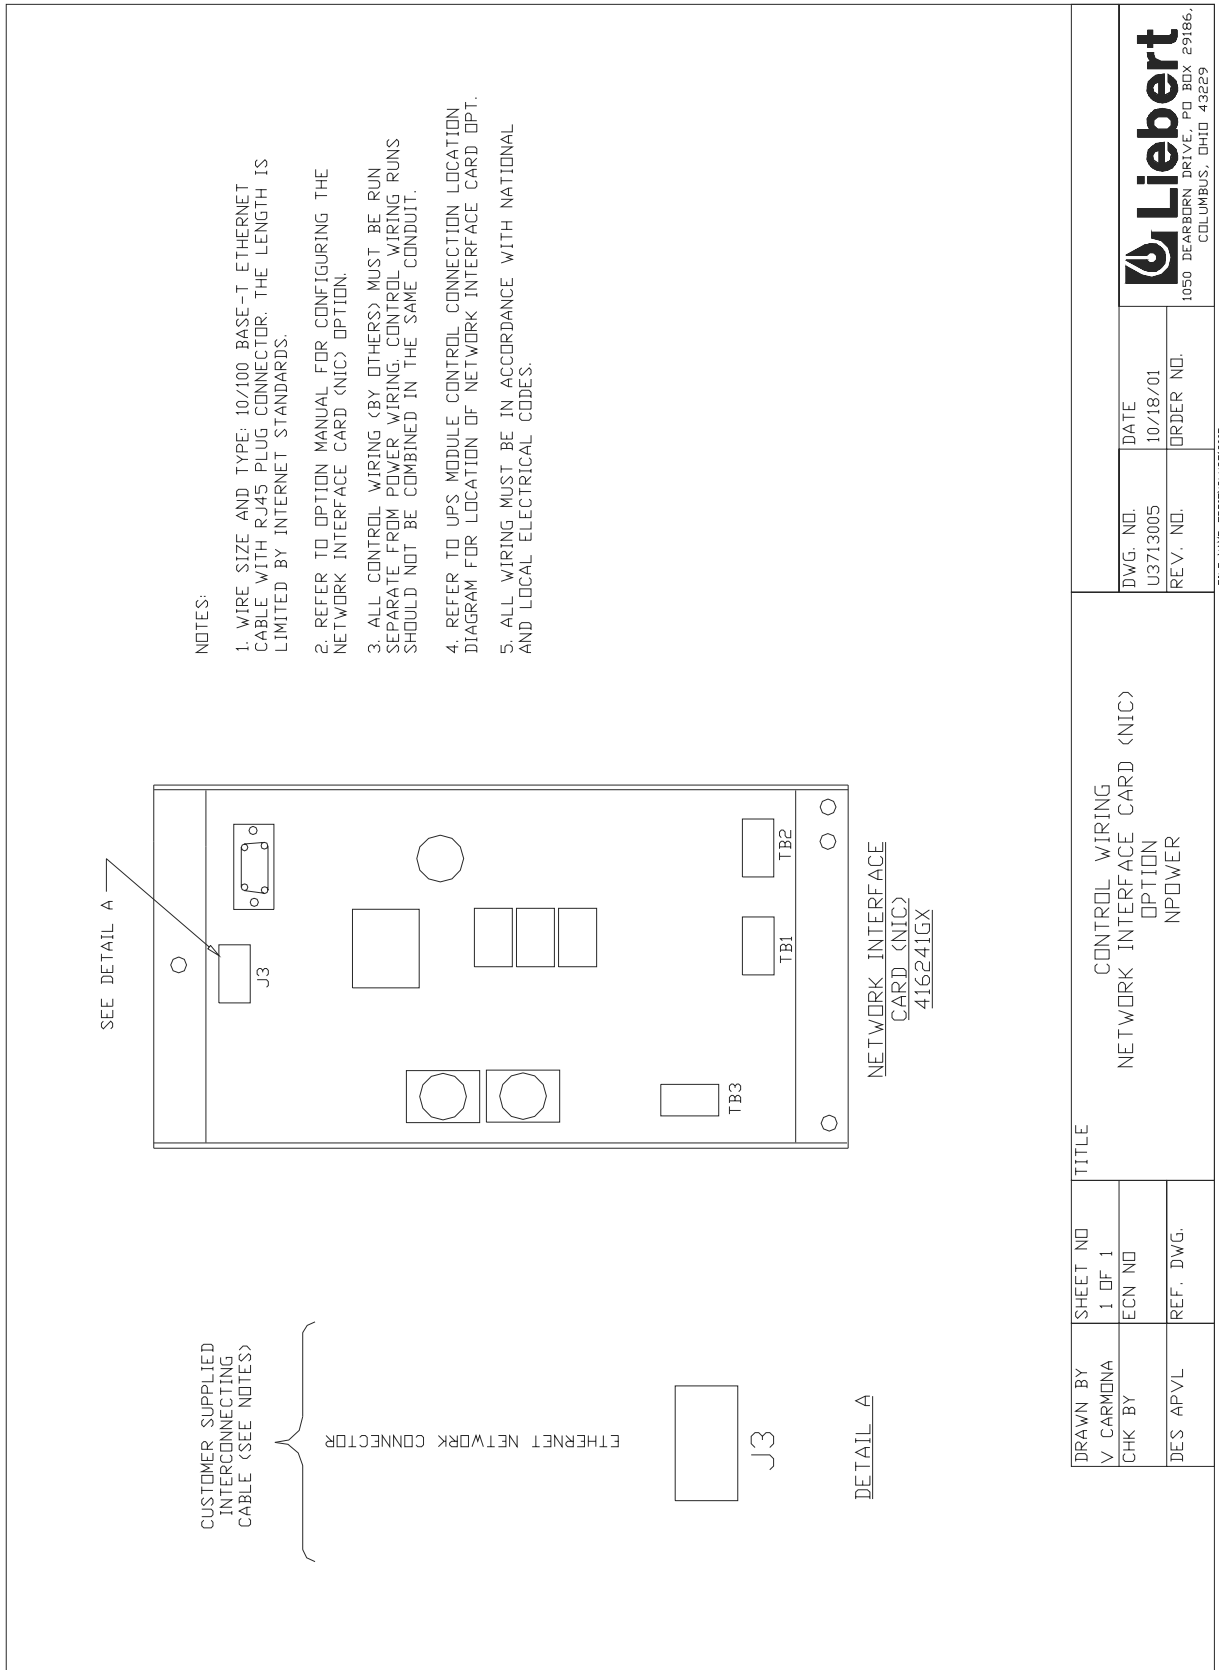 CUSTOMER SUPPLIED
INTERCONNECTING
CABLE (SEE NOTES)
ETHERNET NETWORK CONNECTOR
J3
DETAIL A
SEE DETAIL A
J3
TB3
TB1
TB2
NETWORK INTERFACE
CARD (NIC)
416241GX
NOTES:
1. WIRE SIZE AND TYPE: 10/100 BASE-T ETHERNET
CABLE WITH RJ45 PLUG CONNECTOR. THE LENGTH IS
LIMITED BY INTERNET STANDARDS.
2. REFER TO OPTION MANUAL FOR CONFIGURING THE
NETWORK INTERFACE CARD (NIC) OPTION.
3. ALL CONTROL WIRING (BY OTHERS) MUST BE RUN
SEPARATE FROM POWER WIRING. CONTROL WIRING RUNS
SHOULD NOT BE COMBINED IN THE SAME CONDUIT.
4. REFER TO UPS MODULE CONTROL CONNECTION LOCATION
DIAGRAM FOR LOCATION OF NETWORK INTERFACE CARD OPT.
5. ALL WIRING MUST BE IN ACCORDANCE WITH NATIONAL
AND LOCAL ELECTRICAL CODES.
DRAWN BY
V CARMONA
CHK BY
DES APVL
SHEET NO
1 OF 1
ECN NO
REF. DWG.
TITLE
CONTROL WIRING
NETWORK INTERFACE CARD (NIC)
OPTION
NPOWER
DWG. NO.
U3713005
REV. NO.
DATE
10/18/01
ORDER NO.
Liebert
1050 DEARBORN DRIVE, PO BOX 29186,
COLUMBUS, OHIO 43229